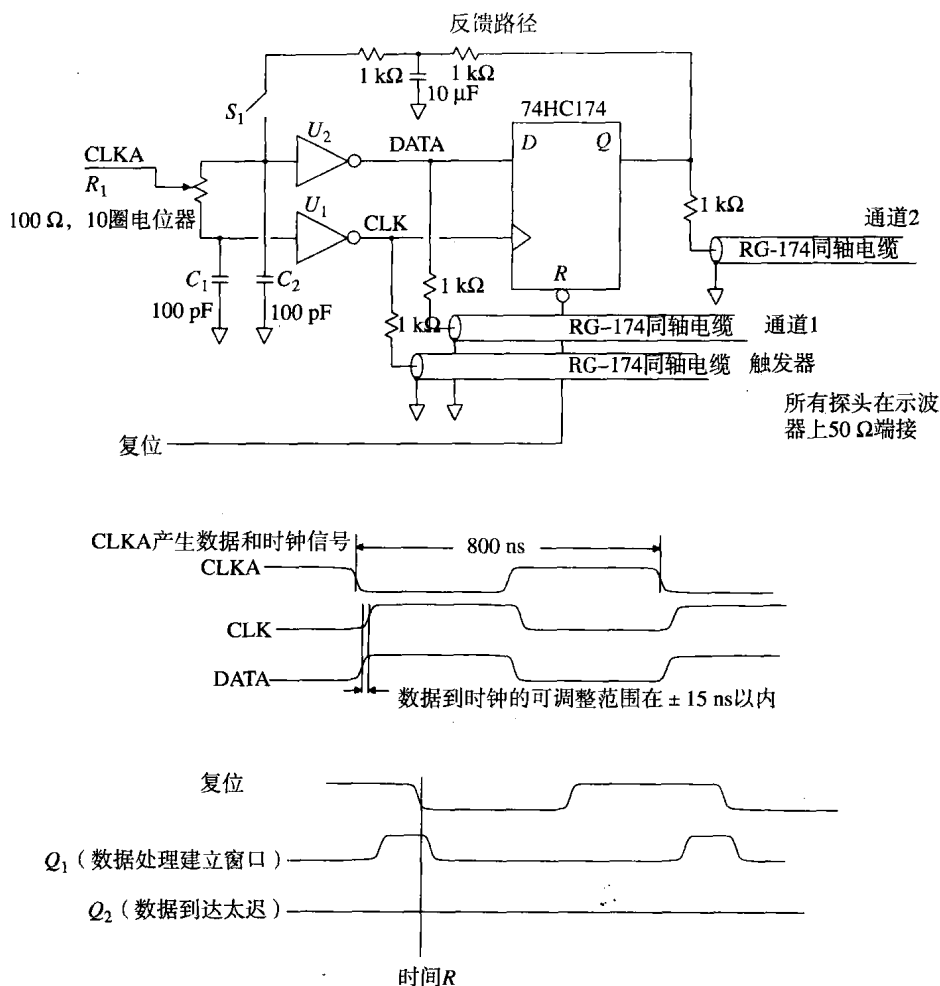 反馈路径
1 kΩ
1 kΩ
10 μF
S1
74HC174
U2
DATA
D
Q
CLKA
R1
100 Ω，10圈电位器
U1
CLK
1 kΩ
通道2
RG-174同轴电缆
R
C1
C2
100 pF
100 pF
1 kΩ
1 kΩ
RG-174同轴电缆
通道1
RG-174同轴电缆
触发器
所有探头在示波
器上50 Ω端接
复位
CLKA产生数据和时钟信号
800 ns
CLKA
CLK
DATA
数据到时钟的可调整范围在 ± 15 ns以内
复位
Q1（数据处理建立窗口）
Q2（数据到达太迟）
时间R